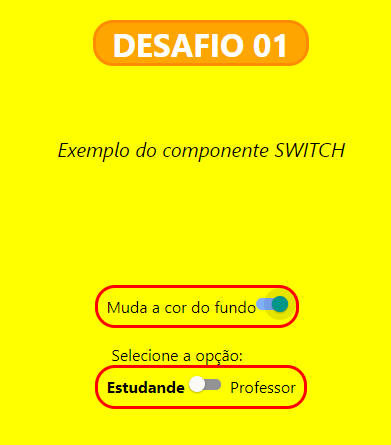 DESAFIO 01
Exemplo do componente SWITCH
Muda a cor do fundo
Selecione a opção:
Estudande Professor